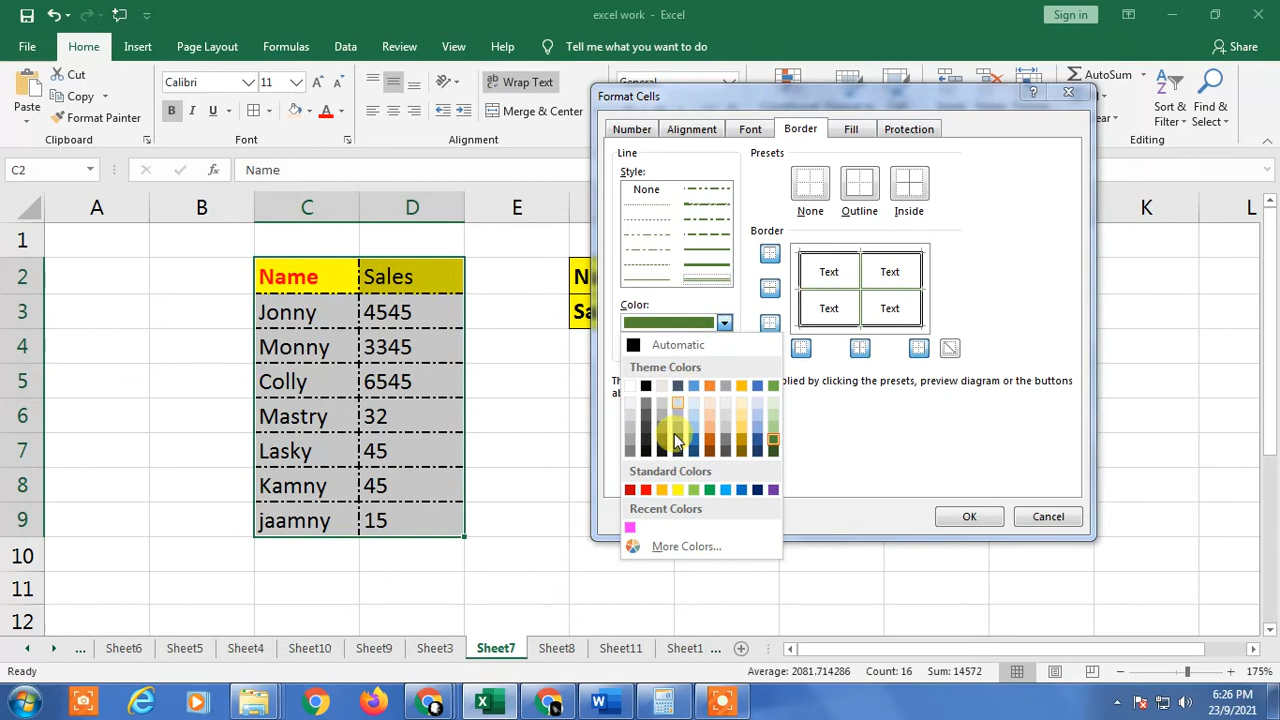 excel work - Excel
Sign in
File Home Insert Page Layout Formulas Data Review View Help Tell me what you want to do Share
Paste
Cut
Copy
Format Painter
Clipboard
Calibri 11
B I U
Font
Wrap Text
Merge & Center
Alignment
General
AutoSum
Sort & Filter
Find & Select
C2 Name
A B C D E K L
1
2 Name Sales
3 Jonny 4545
4 Monny 3345
5 Colly 6545
6 Mastry 32
7 Lasky 45
8 Kamny 45
9 jaamny 15
10
11
12
Format Cells
Number Alignment Font Border Fill Protection
Line
Style:
None
Color:
Automatic
Theme Colors
Standard Colors
Recent Colors
More Colors...
Presets
None Outline Inside
Border
Text Text
Text Text
plied by clicking the presets, preview diagram or the buttons
OK Cancel
... Sheet6 Sheet5 Sheet4 Sheet10 Sheet9 Sheet3 Sheet7 Sheet8 Sheet11 Sheet1 ...
Ready
Average: 2081.714286 Count: 16 Sum: 14572 175%
6:26 PM
23/9/2021